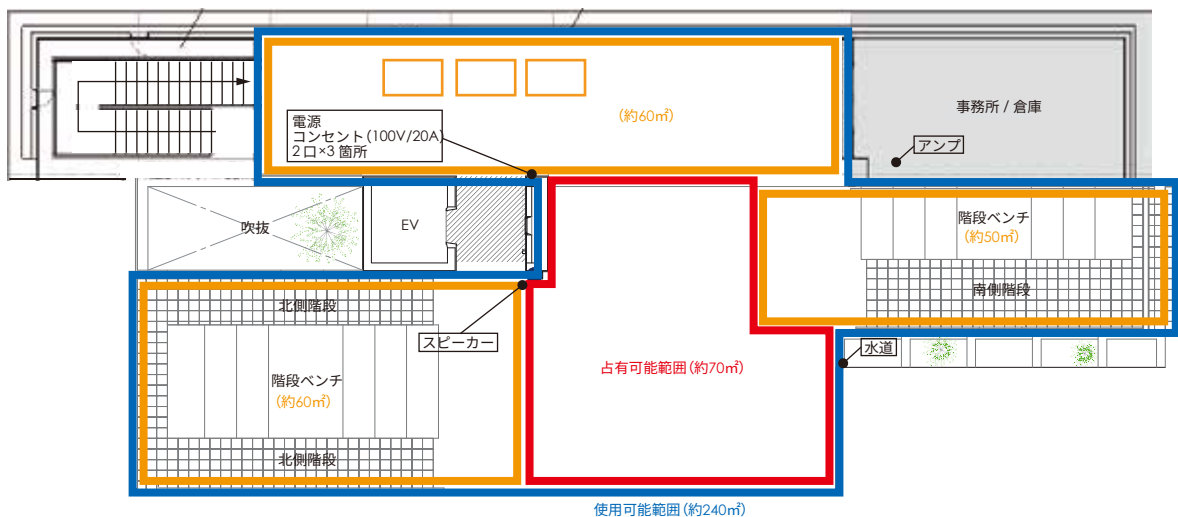 電源
コンセント(100V/20A)
2口×3箇所
(約60㎡)
事務所 / 倉庫
アンプ
吹抜
EV
階段ベンチ
(約50㎡)
南側階段
北側階段
スピーカー
水道
占有可能範囲(約70㎡)
階段ベンチ
(約60㎡)
北側階段
使用可能範囲(約240㎡)